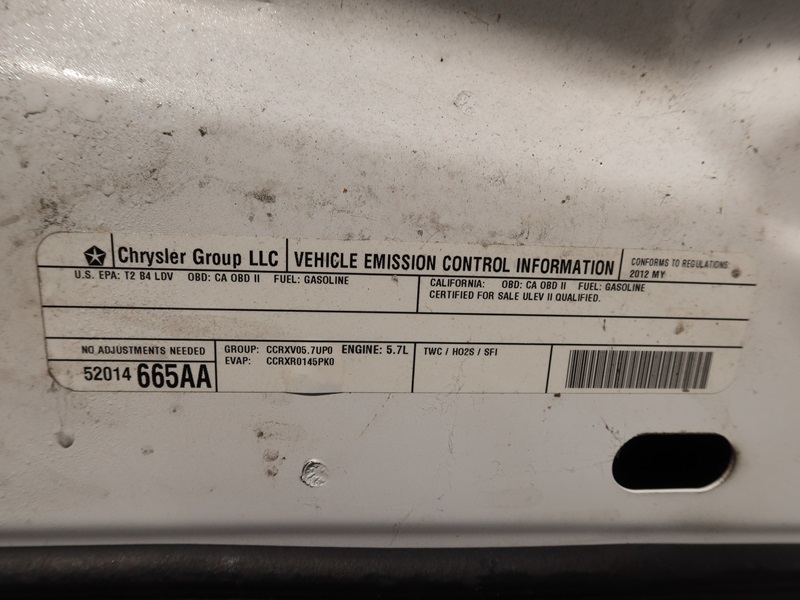 Chrysler Group LLC
VEHICLE EMISSION CONTROL INFORMATION
CONFORMS TO REGULATIONS:
2012 MY
U.S. EPA: T2 B4 LDV OBD: CA OBD II FUEL: GASOLINE
CALIFORNIA: OBD: CA OBD II FUEL: GASOLINE
CERTIFIED FOR SALE ULEV II QUALIFIED.
NO ADJUSTMENTS NEEDED
52014 665AA
GROUP: CCRXV05.7UP0 ENGINE: 5.7L
EVAP: CCRXR0145PK0
TWC / HO2S / SFI